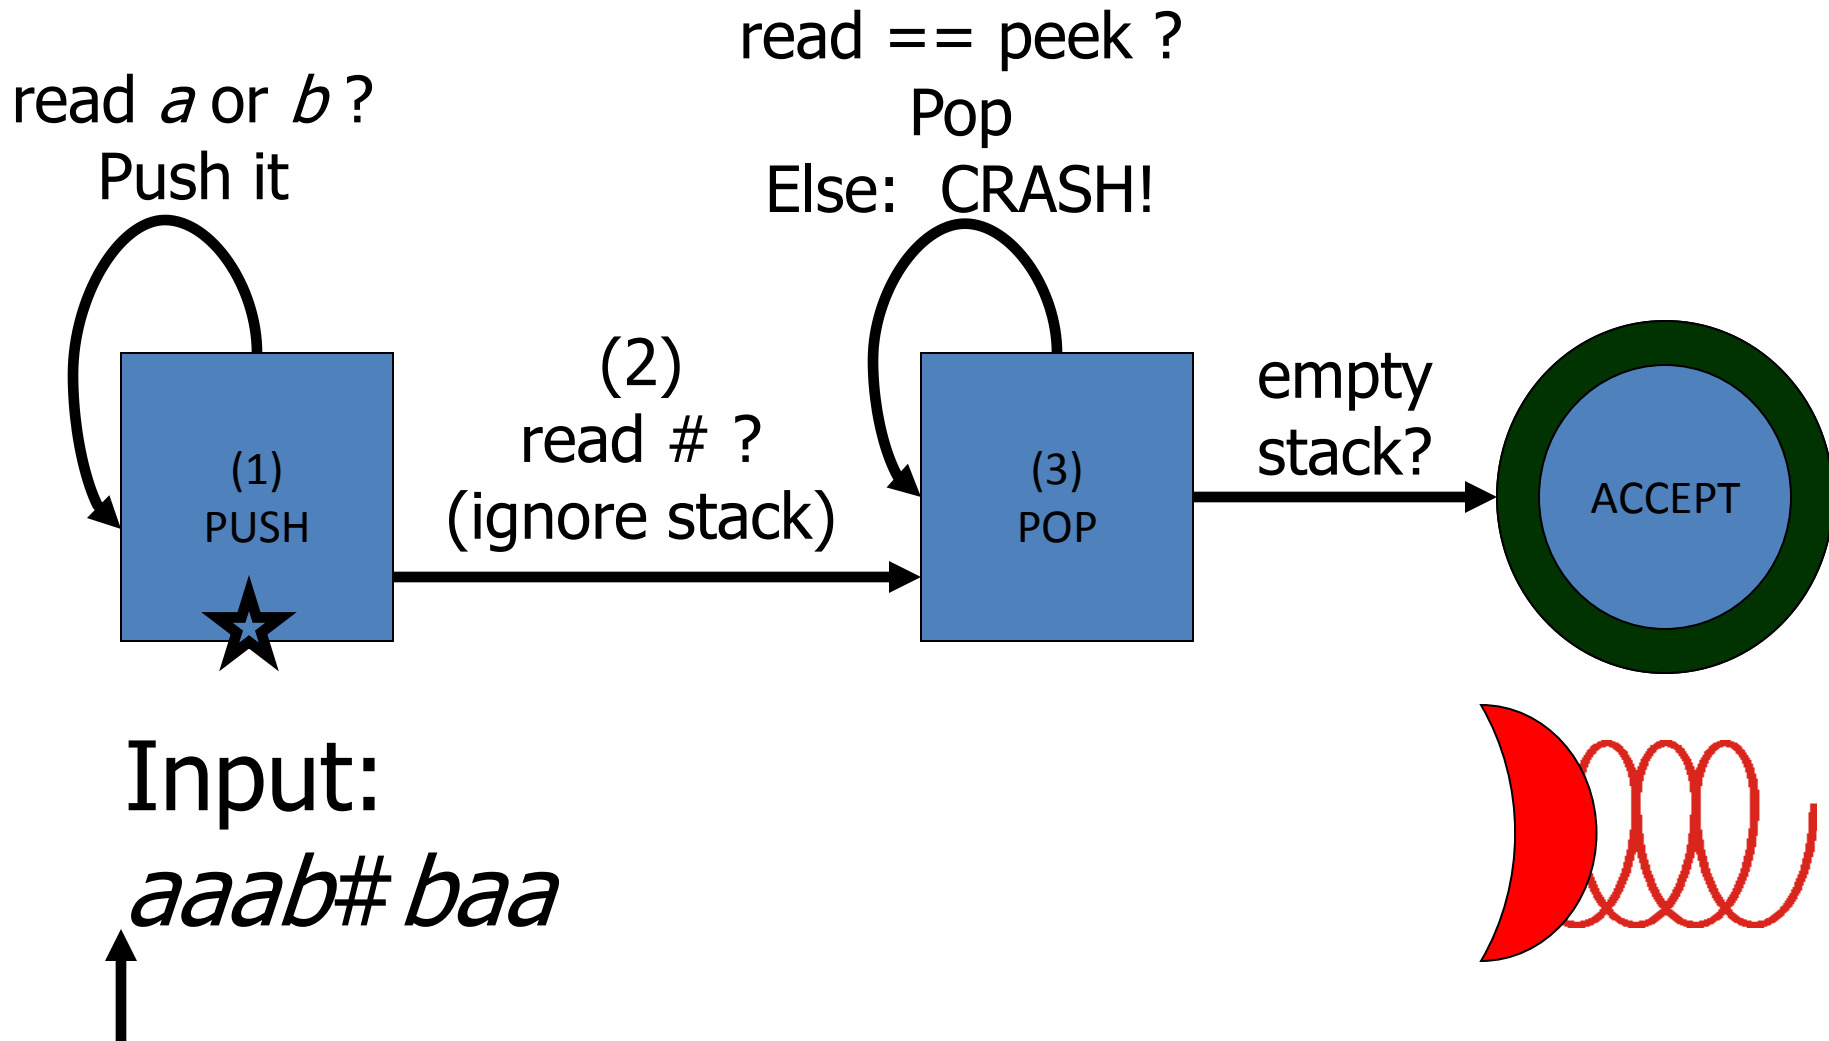 read a or b ?
Push it
read == peek ?
Pop
Else: CRASH!
(1)
PUSH
(2)
read # ?
(ignore stack)
(3)
POP
empty
stack?
ACCEPT
Input:
aaab#baa